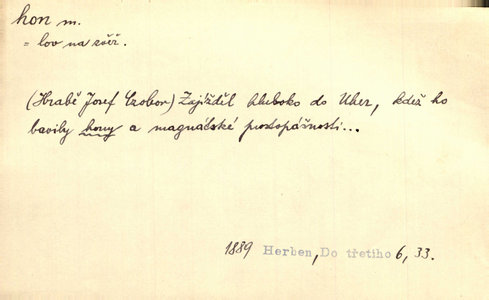 hon m.
= lov na zvěř.
(Hrabě Josef Czobor) Zajížděl hluboko do Uher, když ho
bavily hony a magnátské prostopášnosti...
1889 Herben, Do třetího 6, 33.